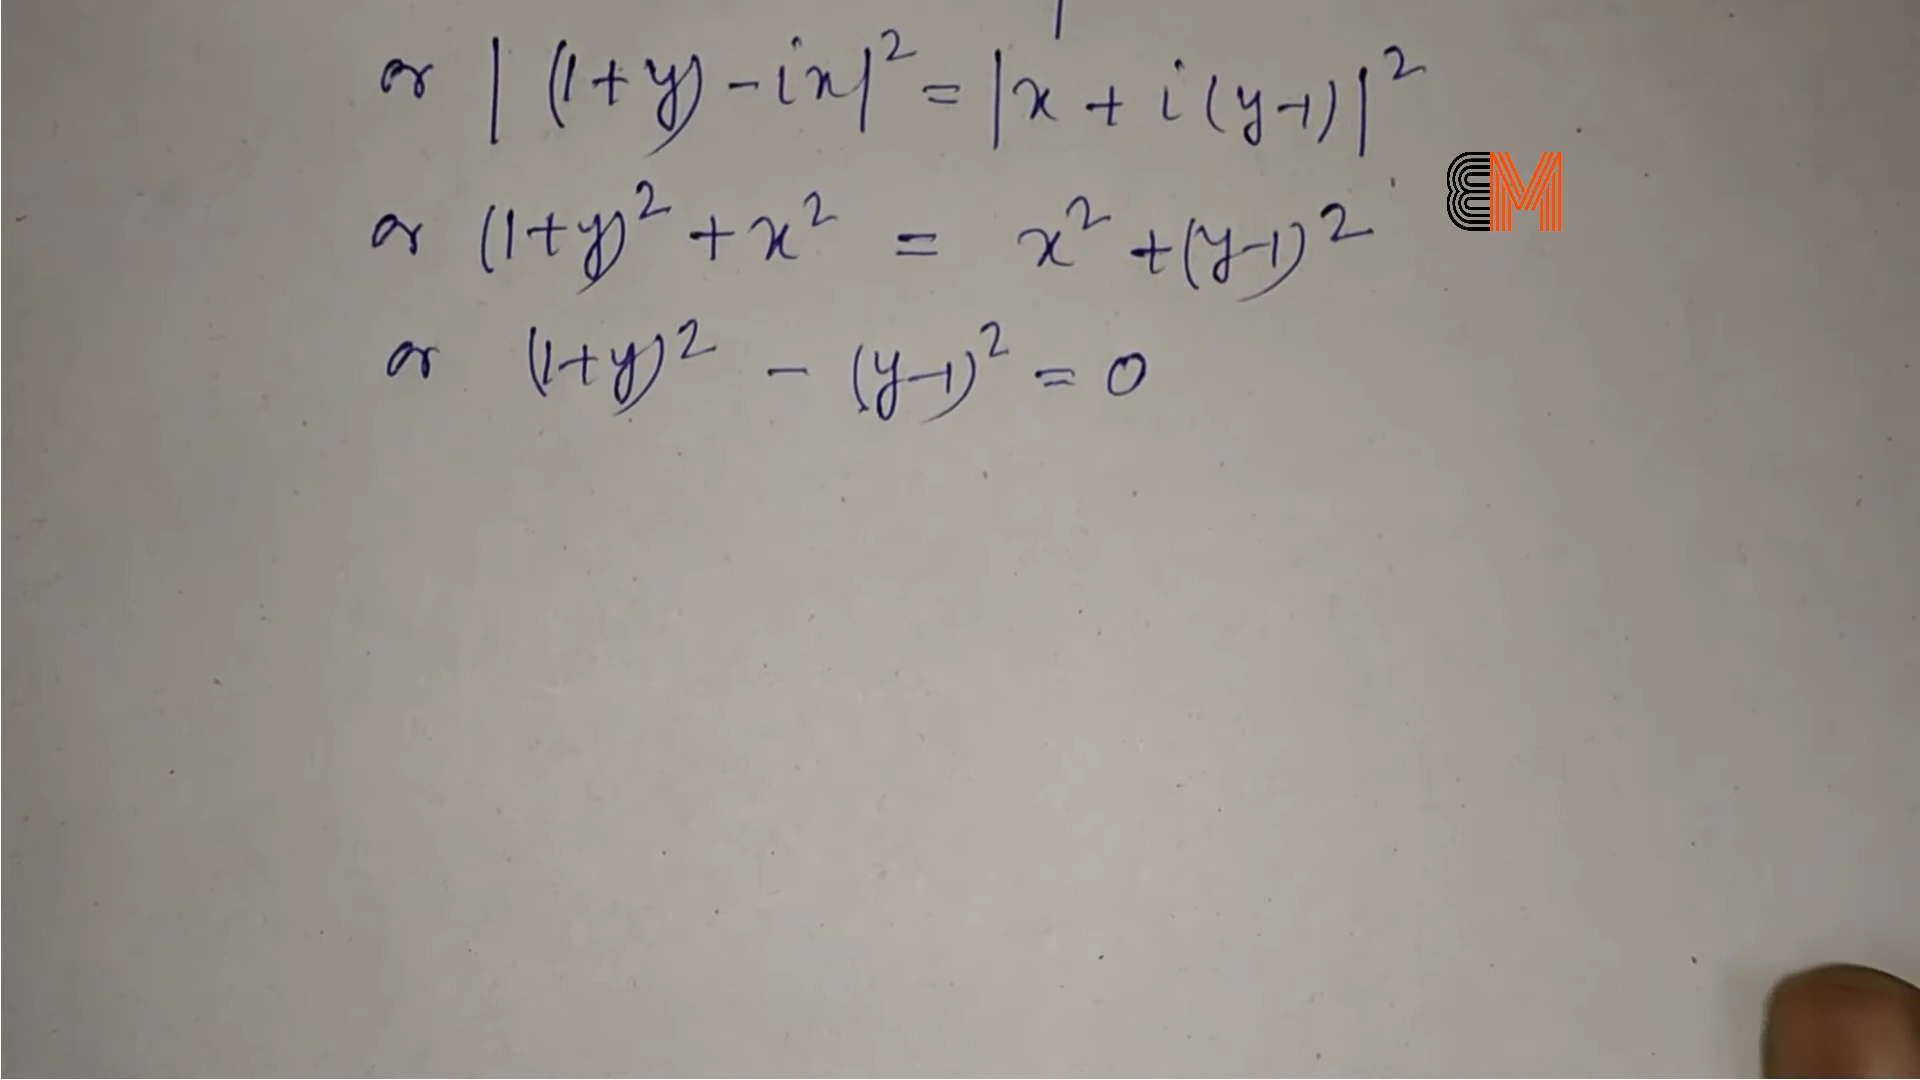 or |(1+y)-ix|² = |x+i(y-1)|²
EM
or (1+y)² + x² = x² + (y-1)²
or (1+y)² - (y-1)² = 0